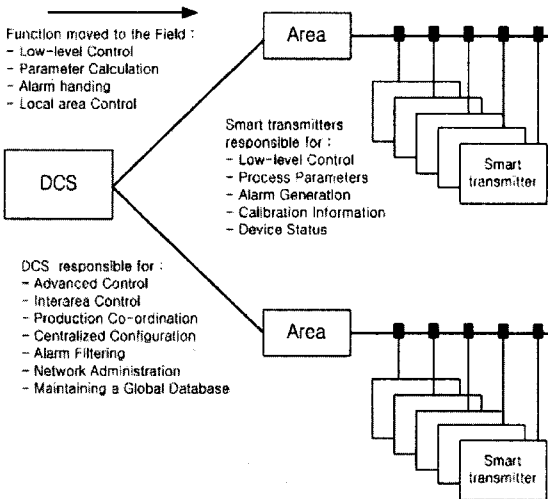 Function moved to the Field :
- Low-level Control
- Parameter Calculation
- Alarm handing
- Local area Control
Area
Smart transmitters
responsible for :
- Low-level Control
- Process Parameters
- Alarm Generation
- Calibration Information
- Device Status
Smart
transmitter
DCS
DCS responsible for :
- Advanced Control
- Interarea Control
- Production Co-ordination
- Centralized Configuration
- Alarm Filtering
- Network Administration
- Maintaining a Global Database
Area
Smart
transmitter